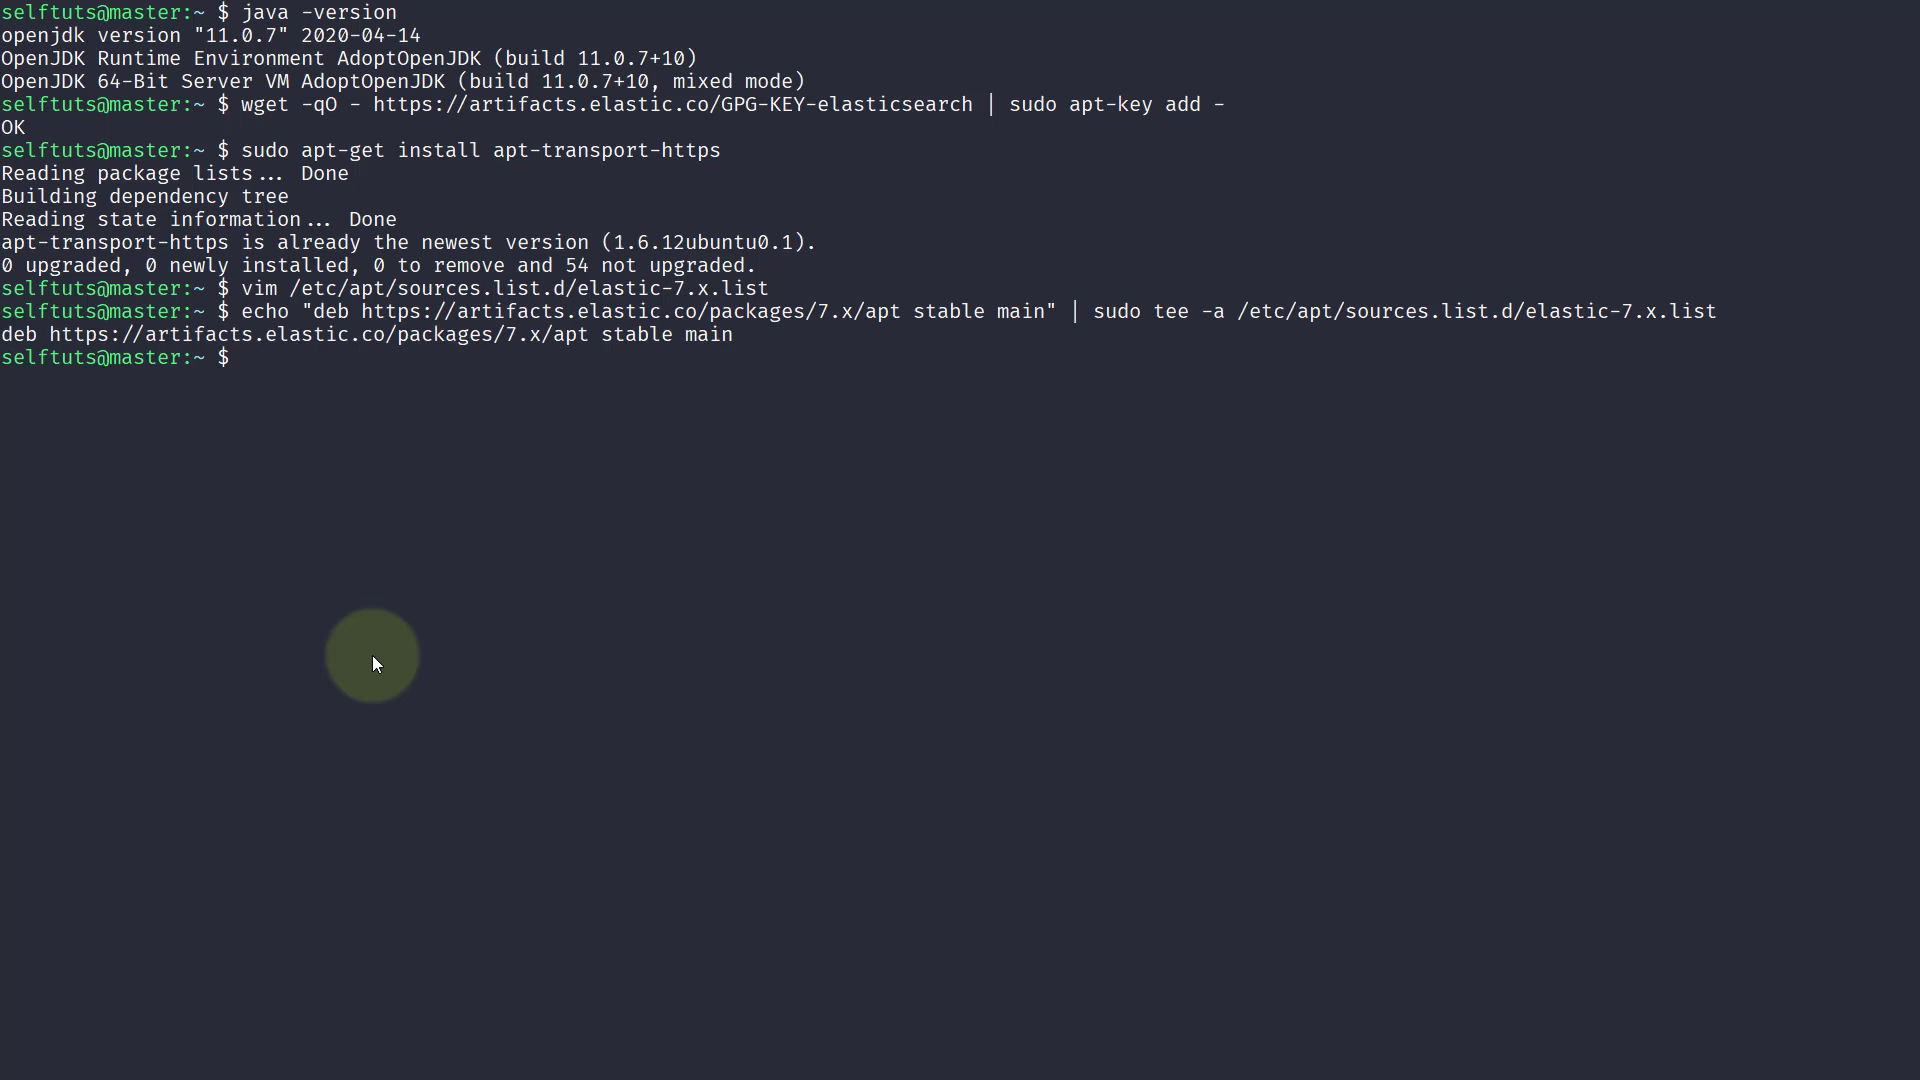 selftuts@master:~ $ java -version
openjdk version "11.0.7" 2020-04-14
OpenJDK Runtime Environment AdoptOpenJDK (build 11.0.7+10)
OpenJDK 64-Bit Server VM AdoptOpenJDK (build 11.0.7+10, mixed mode)
selftuts@master:~ $ wget -qO - https://artifacts.elastic.co/GPG-KEY-elasticsearch | sudo apt-key add -
OK
selftuts@master:~ $ sudo apt-get install apt-transport-https
Reading package lists... Done
Building dependency tree
Reading state information... Done
apt-transport-https is already the newest version (1.6.12ubuntu0.1).
0 upgraded, 0 newly installed, 0 to remove and 54 not upgraded.
selftuts@master:~ $ vim /etc/apt/sources.list.d/elastic-7.x.list
selftuts@master:~ $ echo "deb https://artifacts.elastic.co/packages/7.x/apt stable main" | sudo tee -a /etc/apt/sources.list.d/elastic-7.x.list
deb https://artifacts.elastic.co/packages/7.x/apt stable main
selftuts@master:~ $